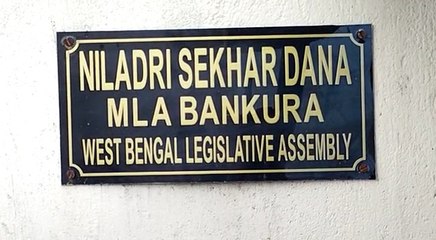 NILADRI SEKHAR DANA
MLA BANKURA
WEST BENGAL LEGISLATIVE ASSEMBLY